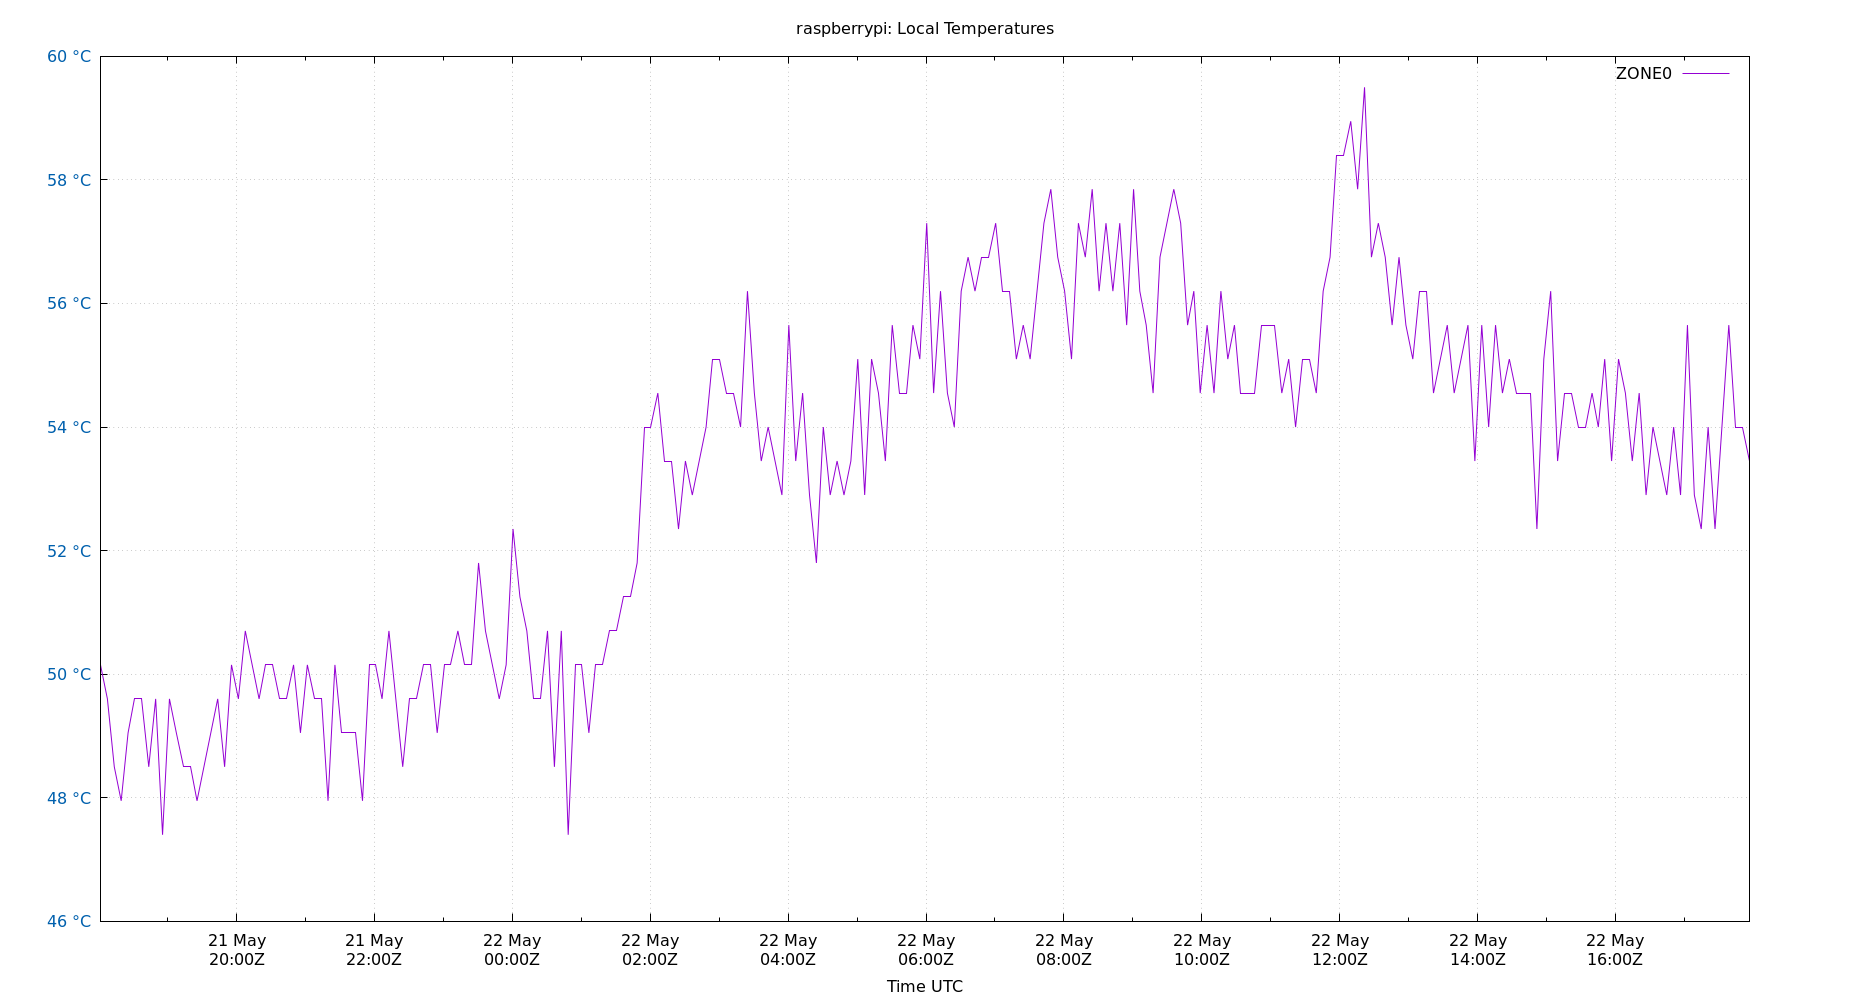 raspberrypi: Local Temperatures
60 °C
ZONE0
58 °C
56 °C
54 °C
52 °C
50 °C
48 °C
46 °C
21 May 21 May 22 May 22 May 22 May 22 May 22 May 22 May 22 May 22 May 22 May
20:00Z 22:00Z 00:00Z 02:00Z 04:00Z 06:00Z 08:00Z 10:00Z 12:00Z 14:00Z 16:00Z
Time UTC